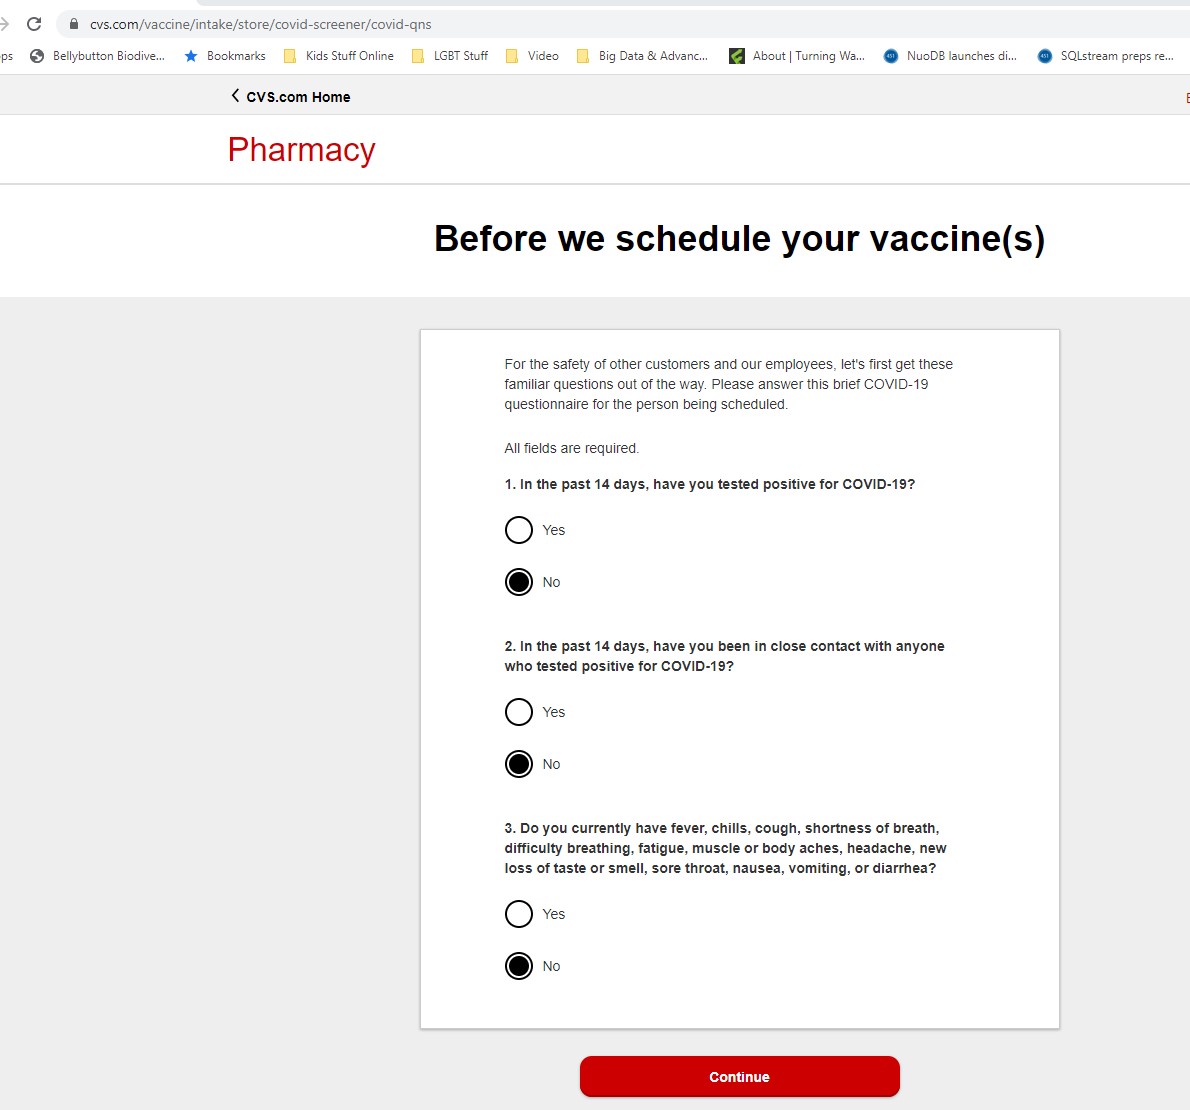 cvs.com/vaccine/intake/store/covid-screener/covid-qns
ps Bellybutton Biodive... Bookmarks Kids Stuff Online LGBT Stuff Video Big Data & Advanc... About | Turning Wa... NuoDB launches di... SQLstream preps re...
CVS.com Home
Pharmacy
Before we schedule your vaccine(s)
For the safety of other customers and our employees, let's first get these
familiar questions out of the way. Please answer this brief COVID-19
questionnaire for the person being scheduled.
All fields are required.
1. In the past 14 days, have you tested positive for COVID-19?
Yes
No
2. In the past 14 days, have you been in close contact with anyone
who tested positive for COVID-19?
Yes
No
3. Do you currently have fever, chills, cough, shortness of breath,
difficulty breathing, fatigue, muscle or body aches, headache, new
loss of taste or smell, sore throat, nausea, vomiting, or diarrhea?
Yes
No
Continue